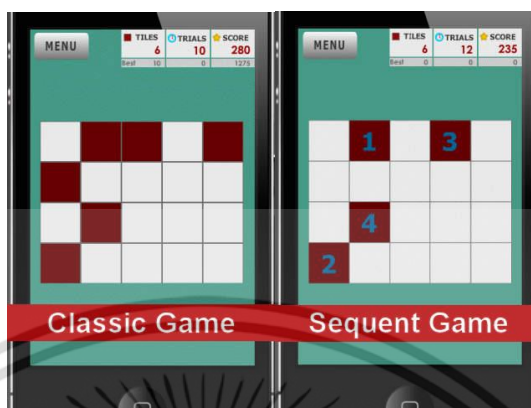 MENU
TILES
6
TRIALS
10
SCORE
280
Best 10
0
1275
Classic Game
MENU
TILES
6
TRIALS
12
SCORE
235
Best 0
0
0
1
3
4
2
Sequent Game